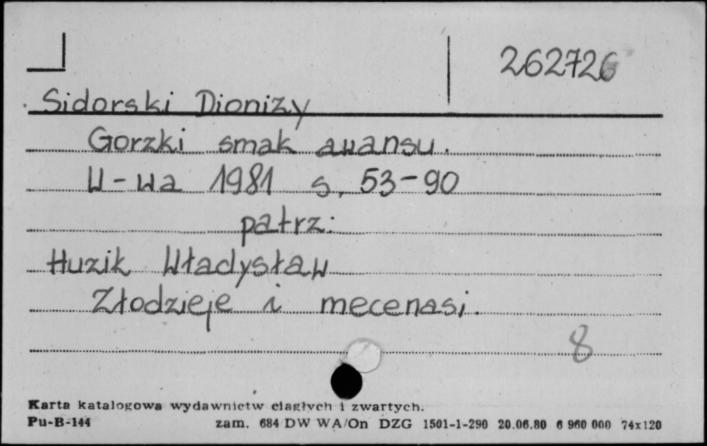 262726
Sidorski Dionizy
Gorzki smak awansu.
W-wa 1981 s. 53-90
patrz:
Huzik Władysław
Złodzieje i mecenasi.
8
Karta katalogowa wydawnictw ciągłych i zwartych.
Pu-B-144 zam. 684/DW WA/On DZG 1501-1-290 20.06.80 6 960 000 74x120